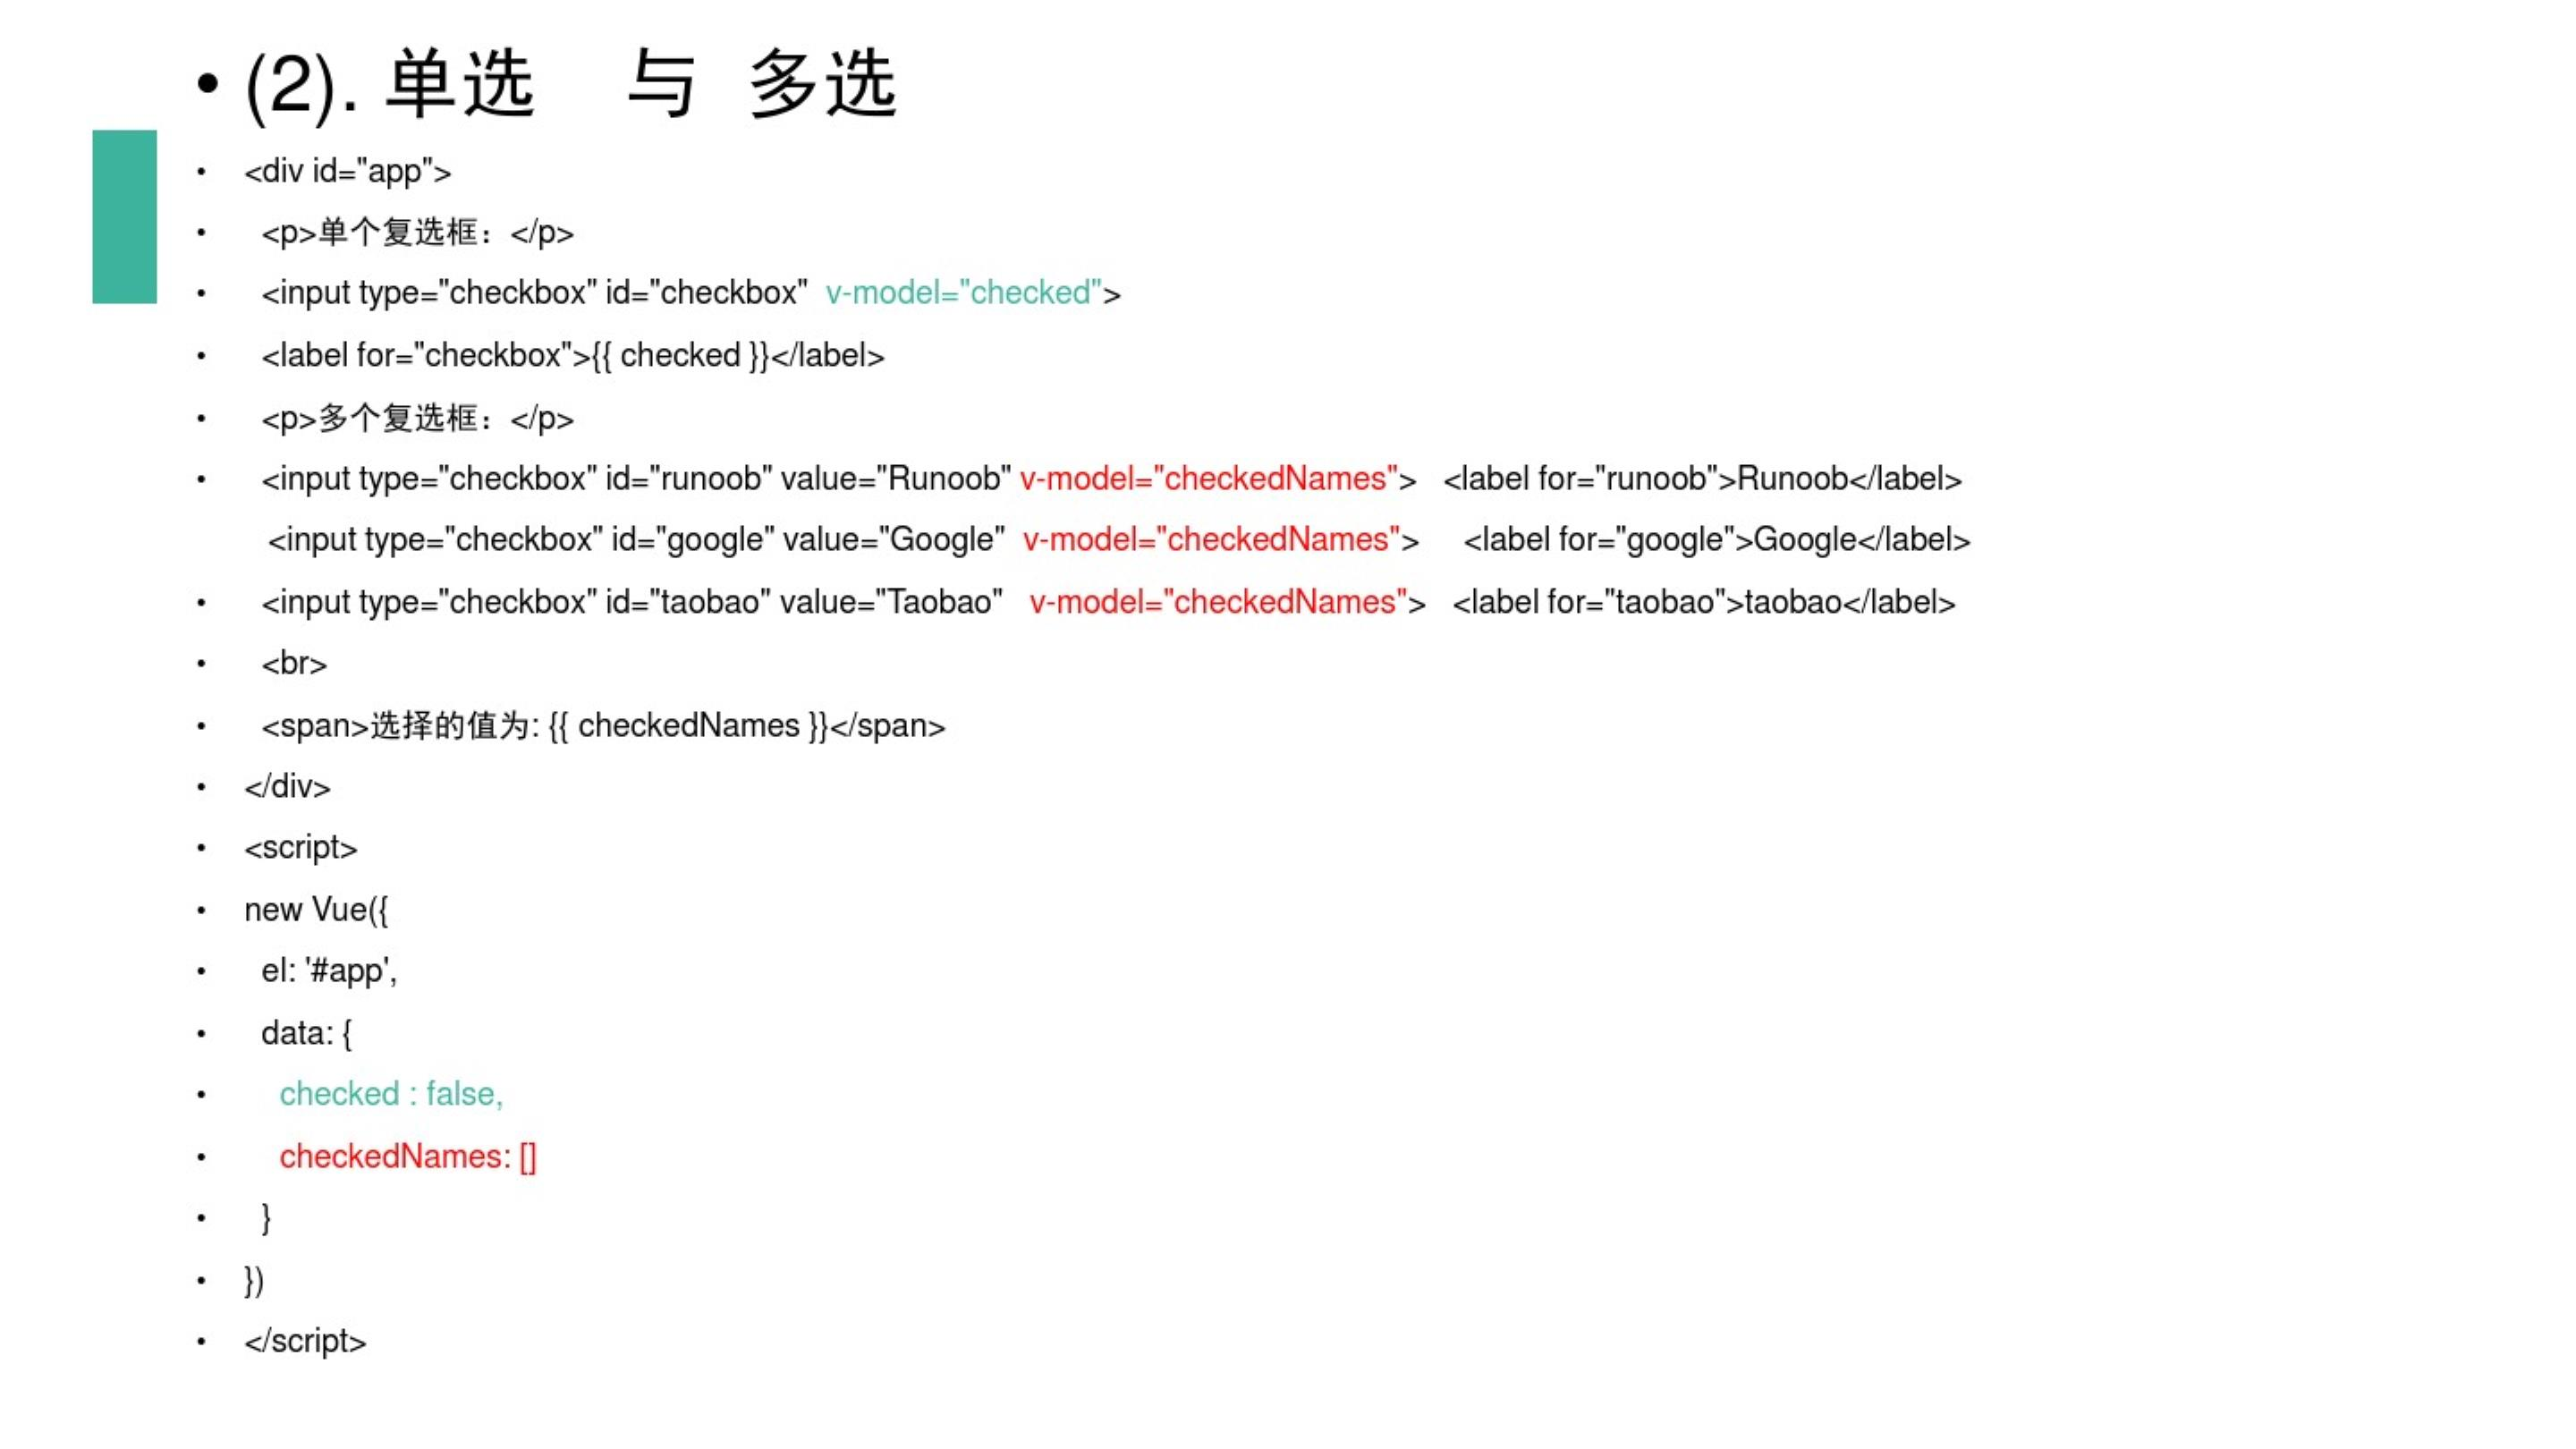 • (2). 单选 与 多选
• <div id="app">
• <p>单个复选框：</p>
• <input type="checkbox" id="checkbox" v-model="checked">
• <label for="checkbox">{{ checked }}</label>
• <p>多个复选框：</p>
• <input type="checkbox" id="runoob" value="Runoob" v-model="checkedNames"> <label for="runoob">Runoob</label>
<input type="checkbox" id="google" value="Google" v-model="checkedNames"> <label for="google">Google</label>
• <input type="checkbox" id="taobao" value="Taobao" v-model="checkedNames"> <label for="taobao">taobao</label>
• <br>
• <span>选择的值为: {{ checkedNames }}</span>
• </div>
• <script>
• new Vue({
• el: '#app',
• data: {
• checked : false,
• checkedNames: []
• }
• })
• </script>